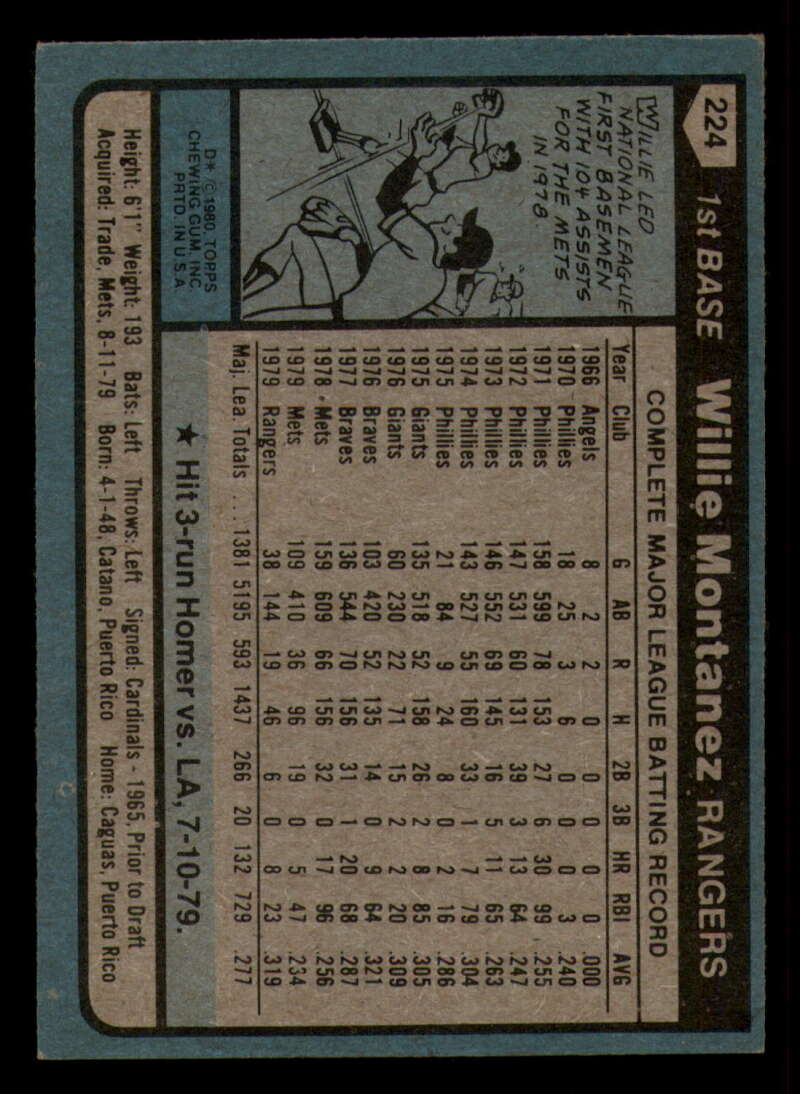 224 1st BASE Willie Montanez RANGERS
WILLIE LED
NATIONAL LEAGUE
FIRST BASEMEN
WITH 104 ASSISTS
FOR THE METS
IN 1978.
D* © 1980, TOPPS
CHEWING GUM, INC.
PRTD. IN U.S.A.
COMPLETE MAJOR LEAGUE BATTING RECORD
Year Club G AB R H 2B 3B HR RBI AVG
1966 Angels 8 2 2 0 0 0 0 0 .000
1970 Phillies 18 25 3 6 0 0 0 3 .240
1971 Phillies 158 599 78 153 27 6 30 99 .255
1972 Phillies 147 531 60 131 39 3 13 64 .247
1973 Phillies 146 552 69 145 16 5 11 65 .263
1974 Phillies 143 527 55 160 33 1 7 79 .304
1975 Phillies 21 84 9 24 8 0 2 16 .286
1975 Giants 135 518 52 158 26 2 8 85 .305
1976 Giants 60 230 22 71 15 2 2 20 .309
1976 Braves 103 420 52 135 14 0 9 64 .321
1977 Braves 136 544 70 156 31 1 20 68 .287
1978 Mets 159 609 66 156 32 0 17 96 .256
1979 Mets 109 410 36 96 19 0 5 47 .234
1979 Rangers 38 144 19 46 6 0 8 23 .319
Maj. Lea. Totals ... 1381 5195 593 1437 266 20 132 729 .277
★ Hit 3-run Homer vs. LA, 7-10-79.
Height: 6'1" Weight: 193 Bats: Left Throws: Left Signed: Cardinals - 1965, Prior to Draft
Acquired: Trade, Mets, 8-11-79 Born: 4-1-48, Catano, Puerto Rico Home: Caguas, Puerto Rico